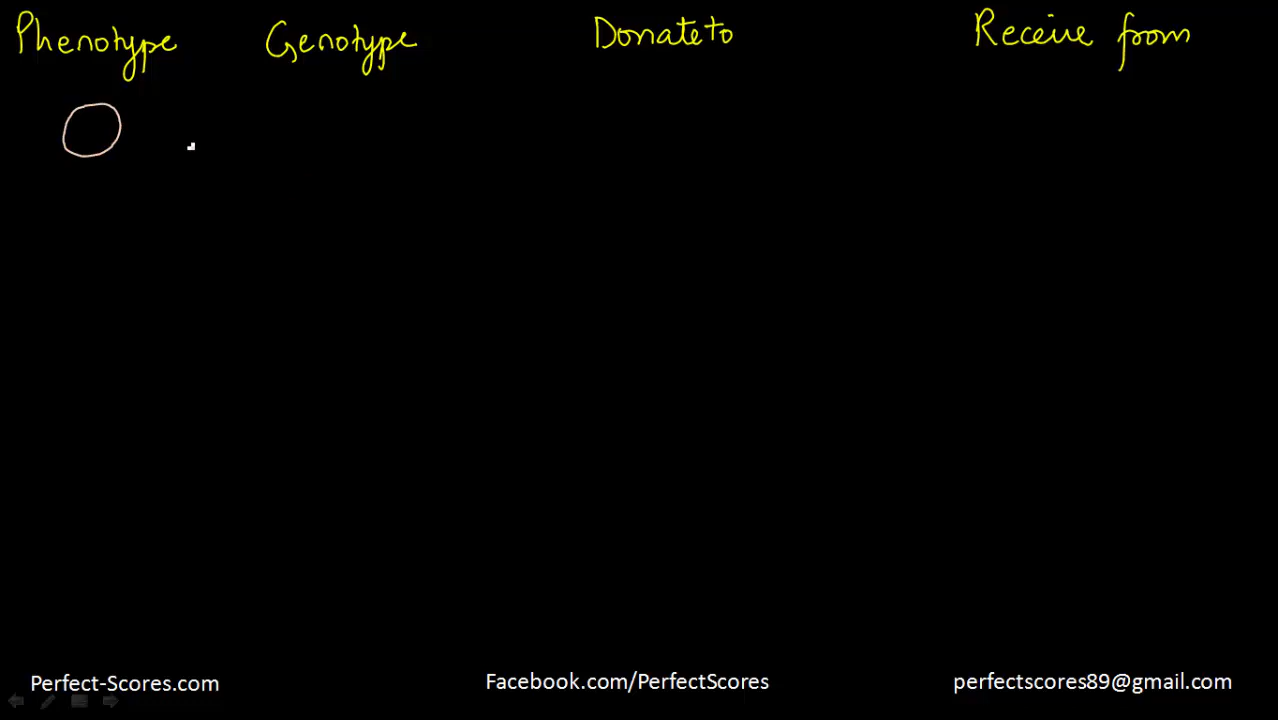 Phenotype Genotype Donate to Receive from
O
Perfect-Scores.com Facebook.com/PerfectScores perfectscores89@gmail.com